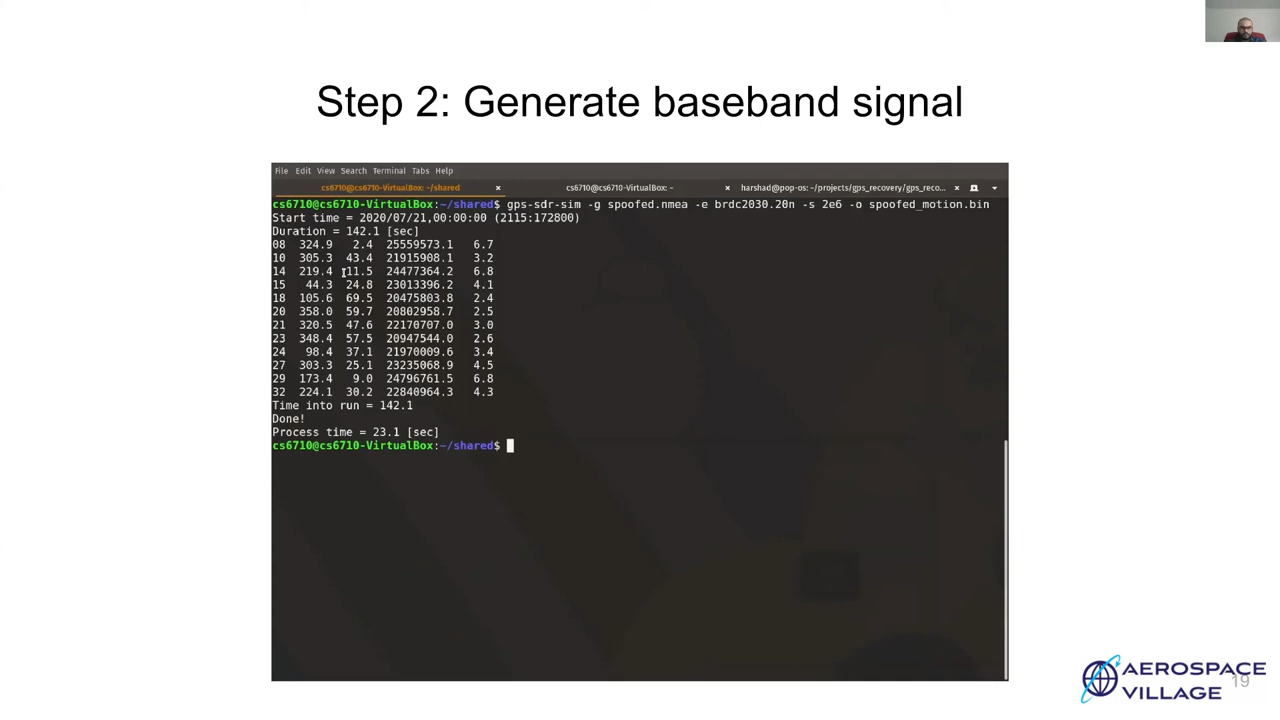 Step 2: Generate baseband signal
File Edit View Search Terminal Tabs Help
cs6710@cs6710-VirtualBox: ~/shared × cs6710@cs6710-VirtualBox: ~ × harshad@pop-os: ~/projects/gps_recovery/gps_reco... ×
cs6710@cs6710-VirtualBox:~/shared$ gps-sdr-sim -g spoofed.nmea -e brdc2030.20n -s 2e6 -o spoofed_motion.bin
Start time = 2020/07/21,00:00:00 (2115:172800)
Duration = 142.1 [sec]
08 324.9 2.4 25559573.1 6.7
10 305.3 43.4 21915908.1 3.2
14 219.4 11.5 24477364.2 6.8
15 44.3 24.8 23013396.2 4.1
18 105.6 69.5 20475803.8 2.4
20 358.0 59.7 20802958.7 2.5
21 320.5 47.6 22170707.0 3.0
23 348.4 57.5 20947544.0 2.6
24 98.4 37.1 21970009.6 3.4
27 303.3 25.1 23235068.9 4.5
29 173.4 9.0 24796761.5 6.8
32 224.1 30.2 22840964.3 4.3
Time into run = 142.1
Done!
Process time = 23.1 [sec]
cs6710@cs6710-VirtualBox:~/shared$
AEROSPACE
VILLAGE
19